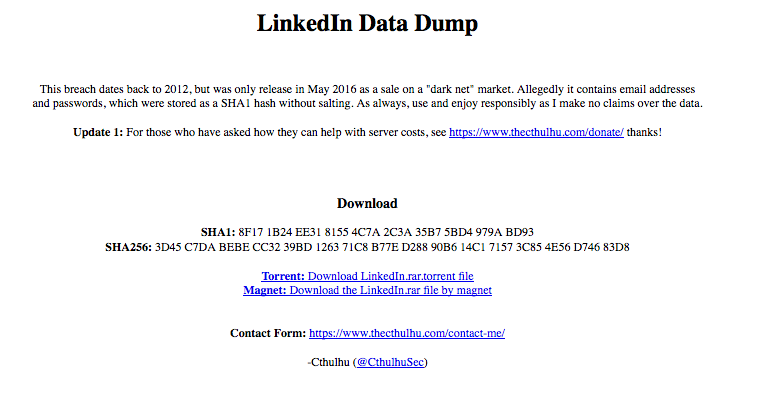 LinkedIn Data Dump
This breach dates back to 2012, but was only release in May 2016 as a sale on a "dark net" market. Allegedly it contains email addresses
and passwords, which were stored as a SHA1 hash without salting. As always, use and enjoy responsibly as I make no claims over the data.
Update 1: For those who have asked how they can help with server costs, see https://www.thecthulhu.com/donate/ thanks!
Download
SHA1: 8F17 1B24 EE31 8155 4C7A 2C3A 35B7 5BD4 979A BD93
SHA256: 3D45 C7DA BEBE CC32 39BD 1263 71C8 B77E D288 90B6 14C1 7157 3C85 4E56 D746 83D8
Torrent: Download LinkedIn.rar.torrent file
Magnet: Download the LinkedIn.rar file by magnet
Contact Form: https://www.thecthulhu.com/contact-me/
-Cthulhu (@CthulhuSec)